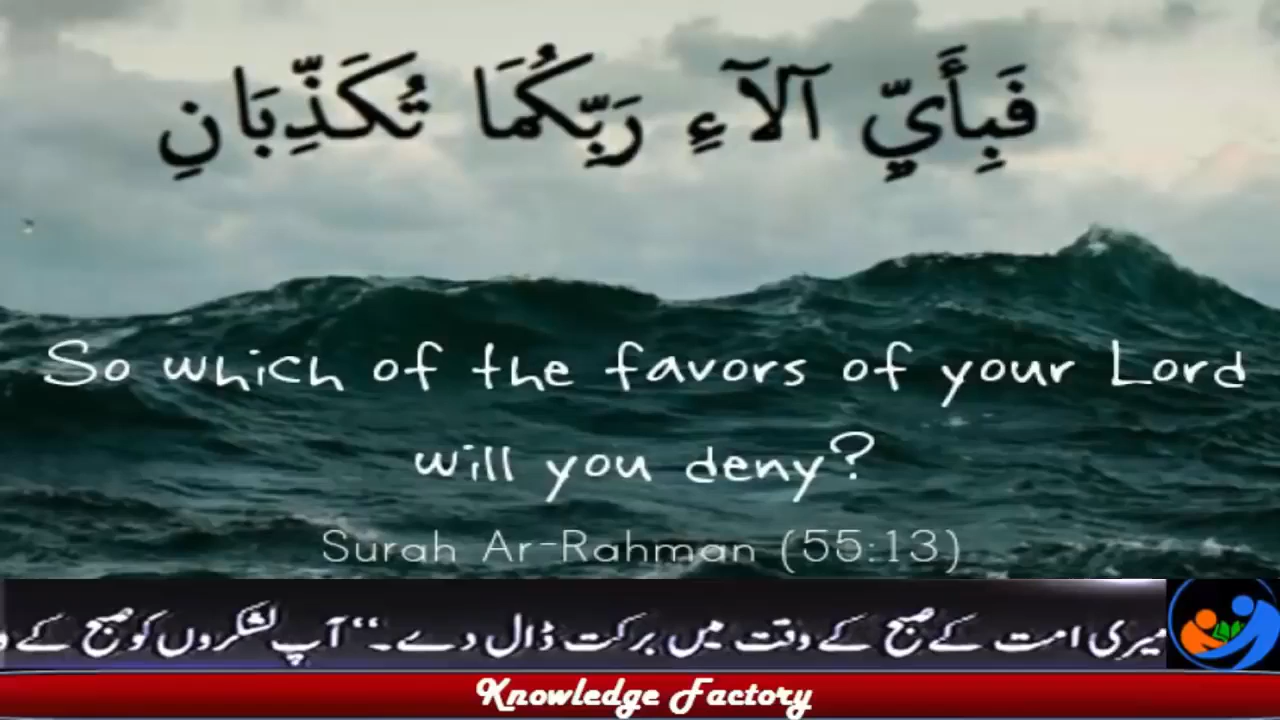 فَبِأَيِّ آلَاءِ رَبِّكُمَا تُكَذِّبَانِ
So which of the favors of your Lord
will you deny?
Surah Ar-Rahman (55:13)
میری امت کے صبح کے وقت میں برکت ڈال دے۔‘‘ آپ لشکروں کو صبح کے
Knowledge Factory